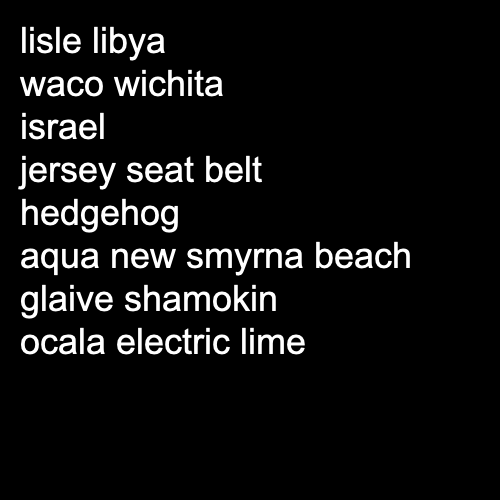 lisle libya
waco wichita
israel
jersey seat belt
hedgehog
aqua new smyrna beach
glaive shamokin
ocala electric lime